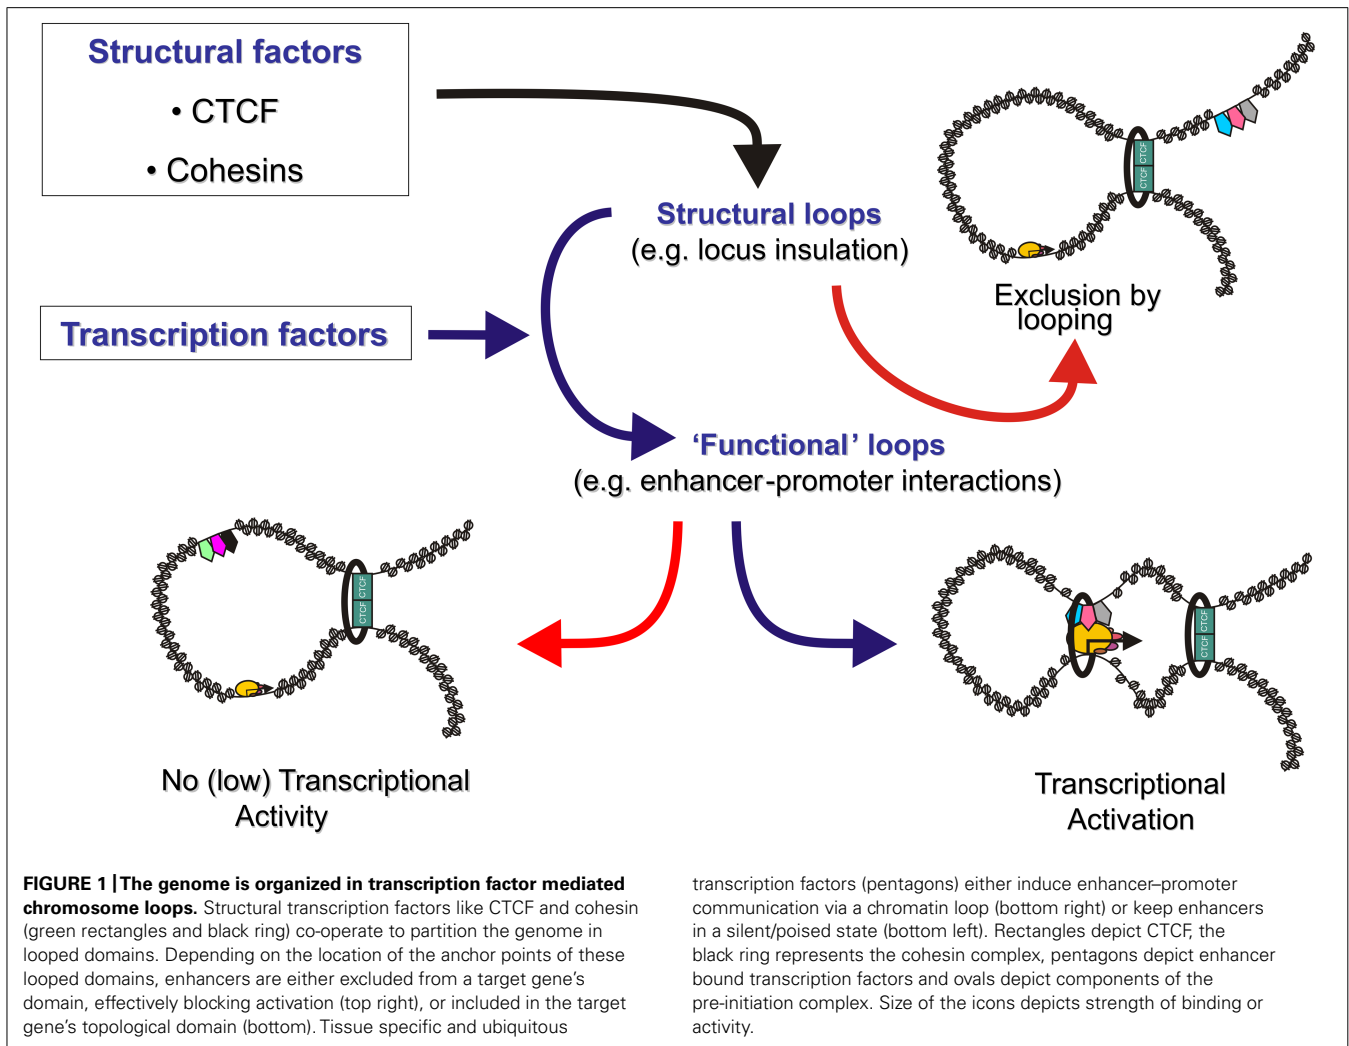 Structural factors
• CTCF
• Cohesins
Structural loops
(e.g. locus insulation)
CTCF CTCF
Exclusion by
looping
Transcription factors
‘Functional’ loops
(e.g. enhancer-promoter interactions)
CTCF CTCF
No (low) Transcriptional
Activity
CTCF CTCF
Transcriptional
Activation
FIGURE 1 | The genome is organized in transcription factor mediated
chromosome loops. Structural transcription factors like CTCF and cohesin
(green rectangles and black ring) co-operate to partition the genome in
looped domains. Depending on the location of the anchor points of these
looped domains, enhancers are either excluded from a target gene’s
domain, effectively blocking activation (top right), or included in the target
gene’s topological domain (bottom). Tissue specific and ubiquitous
transcription factors (pentagons) either induce enhancer–promoter
communication via a chromatin loop (bottom right) or keep enhancers
in a silent/poised state (bottom left). Rectangles depict CTCF, the
black ring represents the cohesin complex, pentagons depict enhancer
bound transcription factors and ovals depict components of the
pre-initiation complex. Size of the icons depicts strength of binding or
activity.